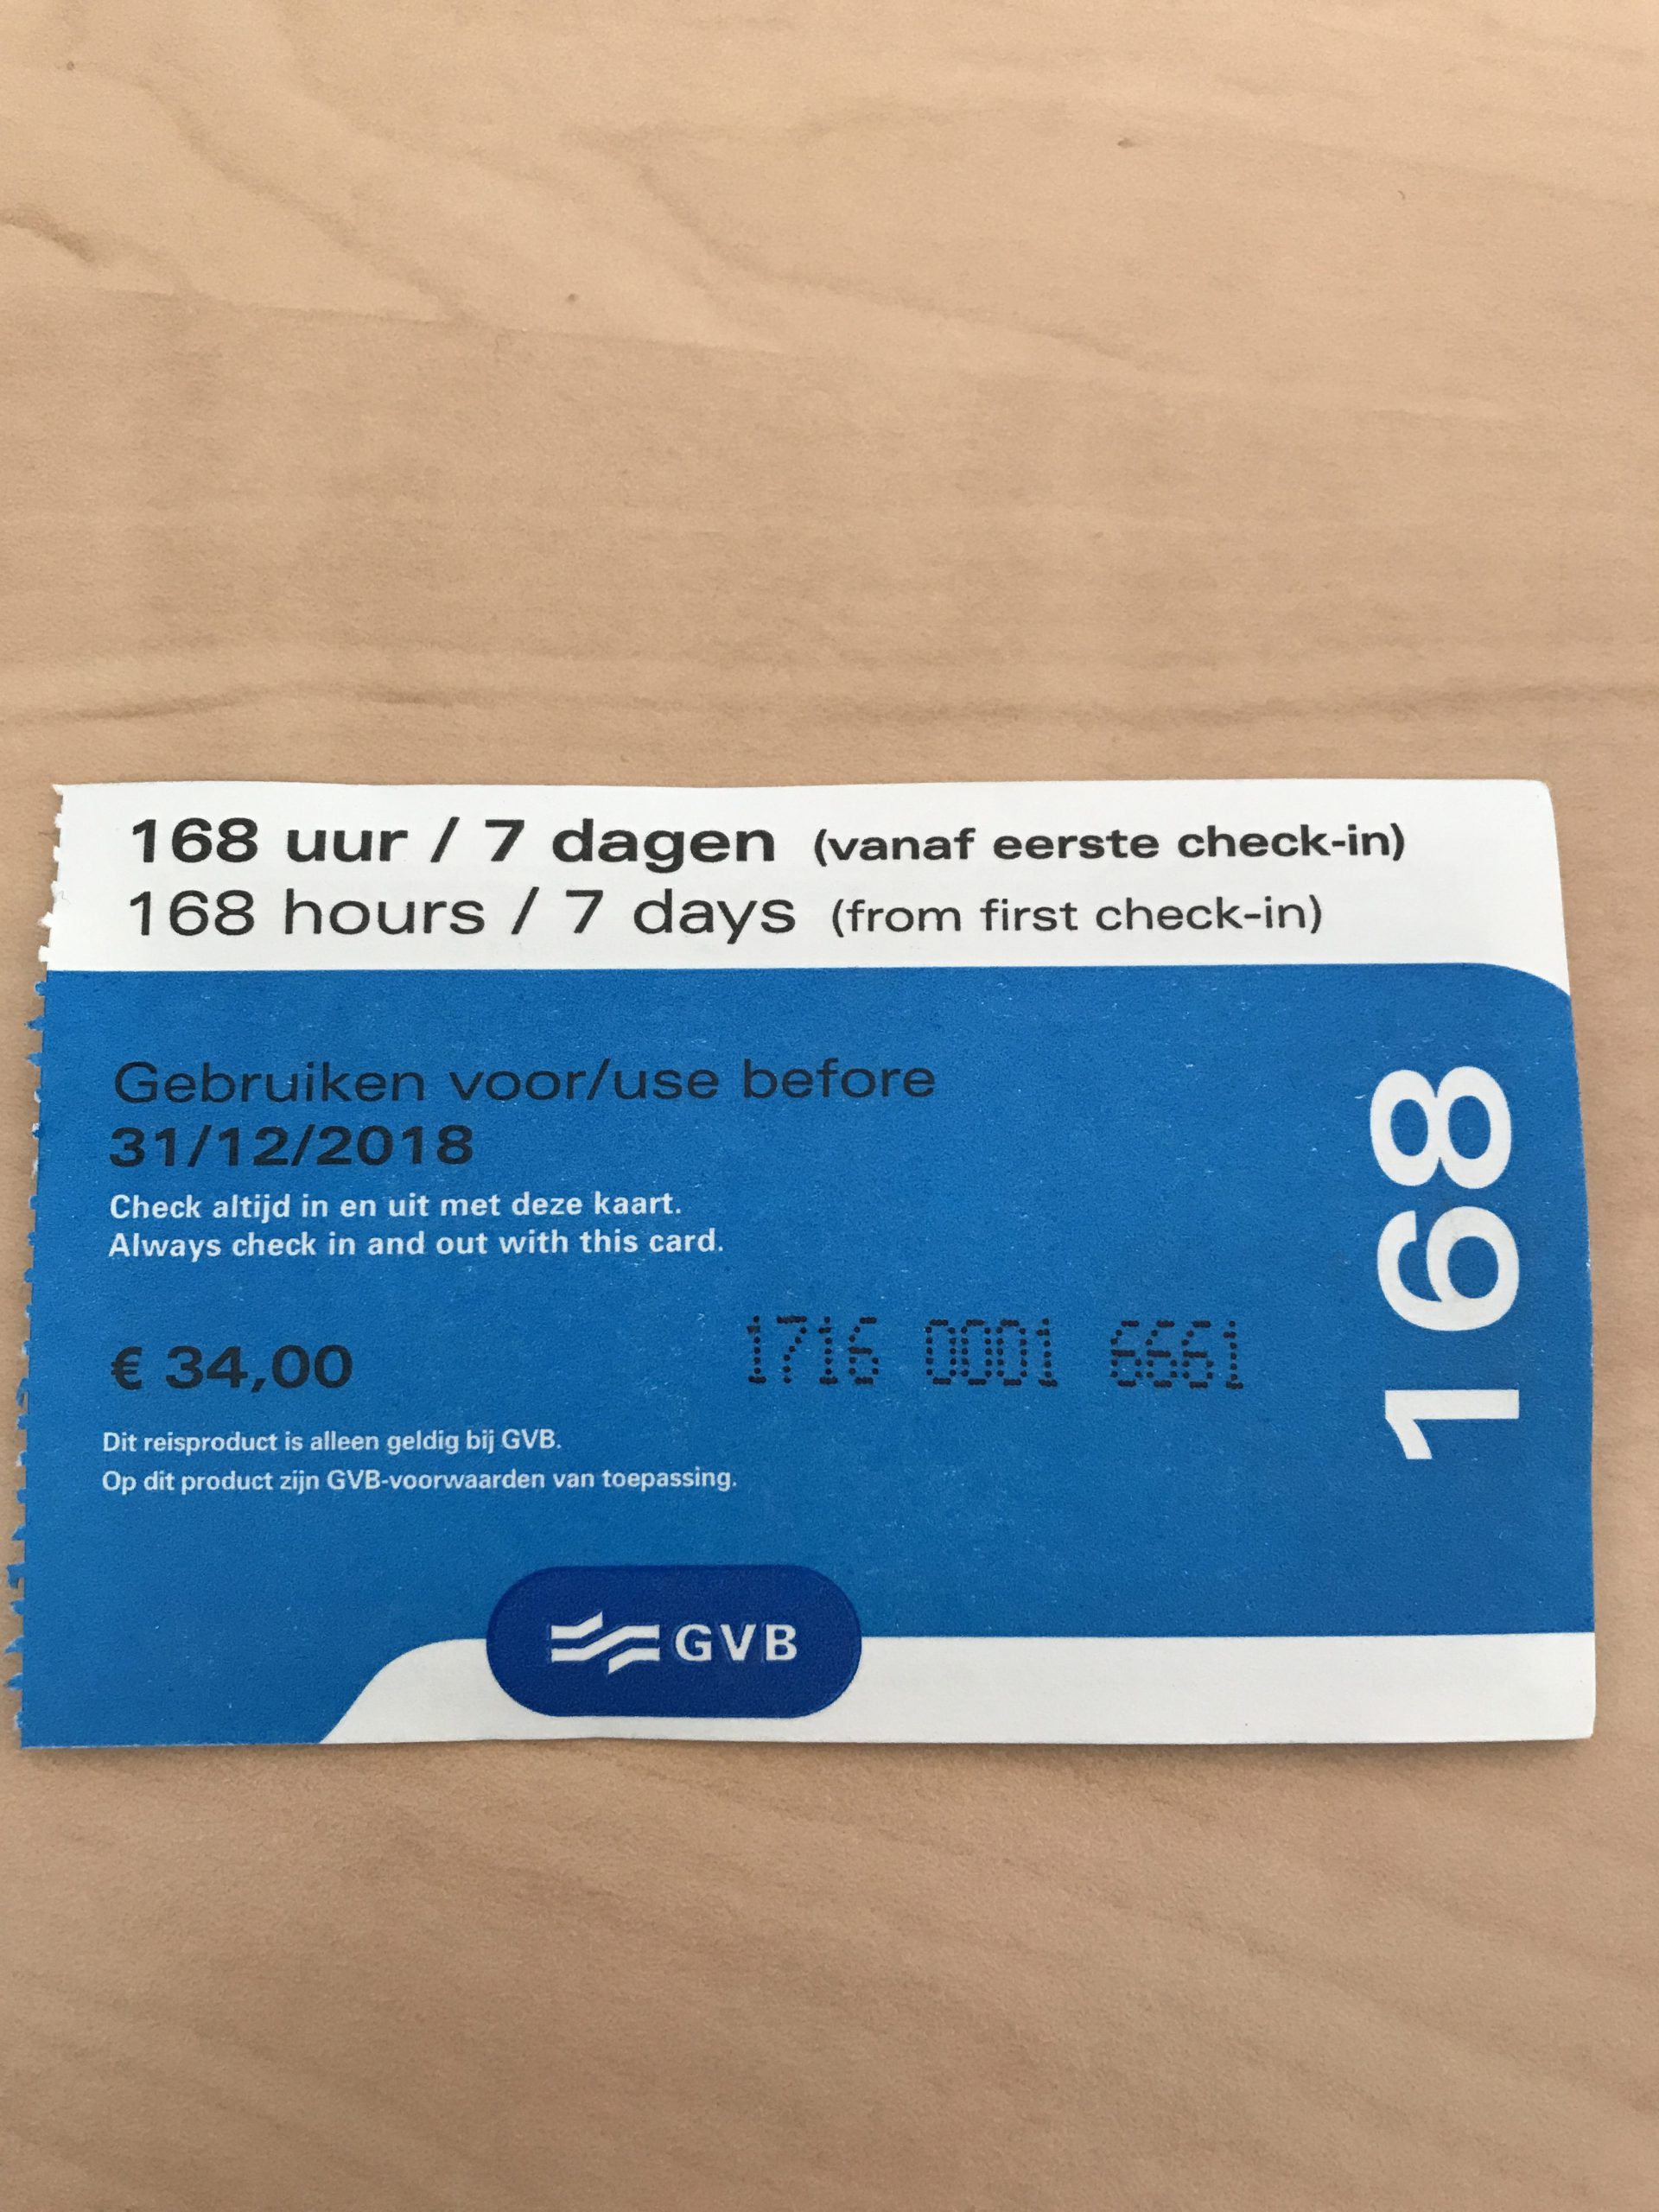 168 uur / 7 dagen (vanaf eerste check-in)
168 hours / 7 days (from first check-in)
Gebruiken voor/use before
31/12/2018
Check altijd in en uit met deze kaart.
Always check in and out with this card.
€ 34,00
1716 0001 6661
Dit reisproduct is alleen geldig bij GVB.
Op dit product zijn GVB-voorwaarden van toepassing.
168
GVB